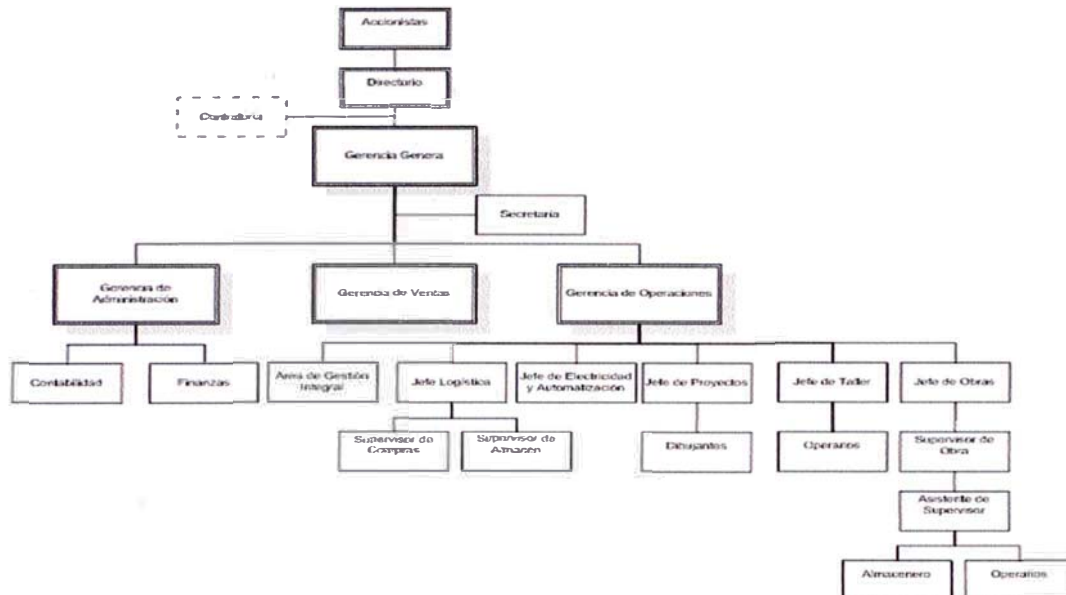 Accionistas
Directorio
Contraloría
Gerencia Genera
Secretaría
Gerencia de
Administración
Gerencia de Ventas
Gerencia de Operaciones
Contabilidad
Finanzas
Area de Gestión
Integral
Jefe Logística
Jefe de Electricidad
y Automatización
Jefe de Proyectos
Jefe de Taller
Jefe de Obras
Supervisor de
Compras
Supervisor de
Almacén
Dibujantes
Operarios
Supervisor de
Obra
Asistente de
Supervisor
Almacenero
Operarios